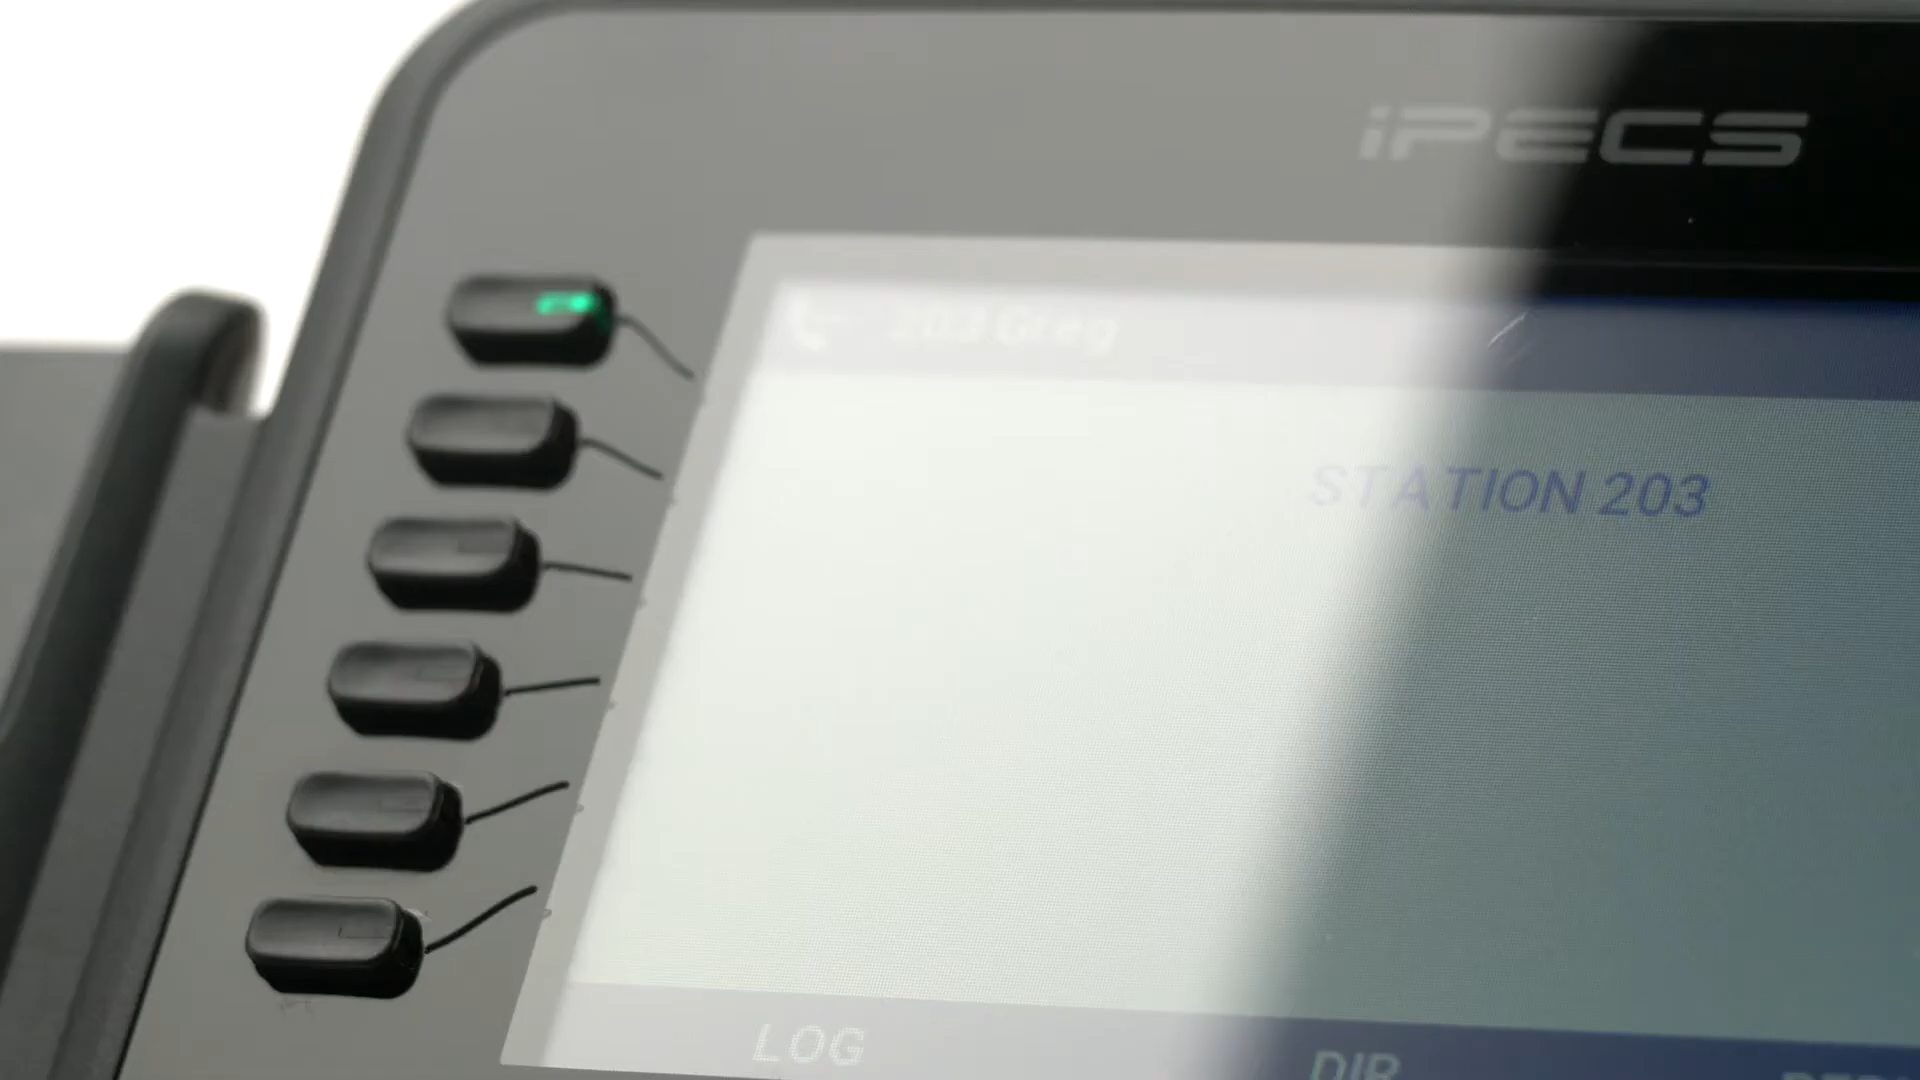 iPECS
203 Greg
STATION 203
LOG
DIR